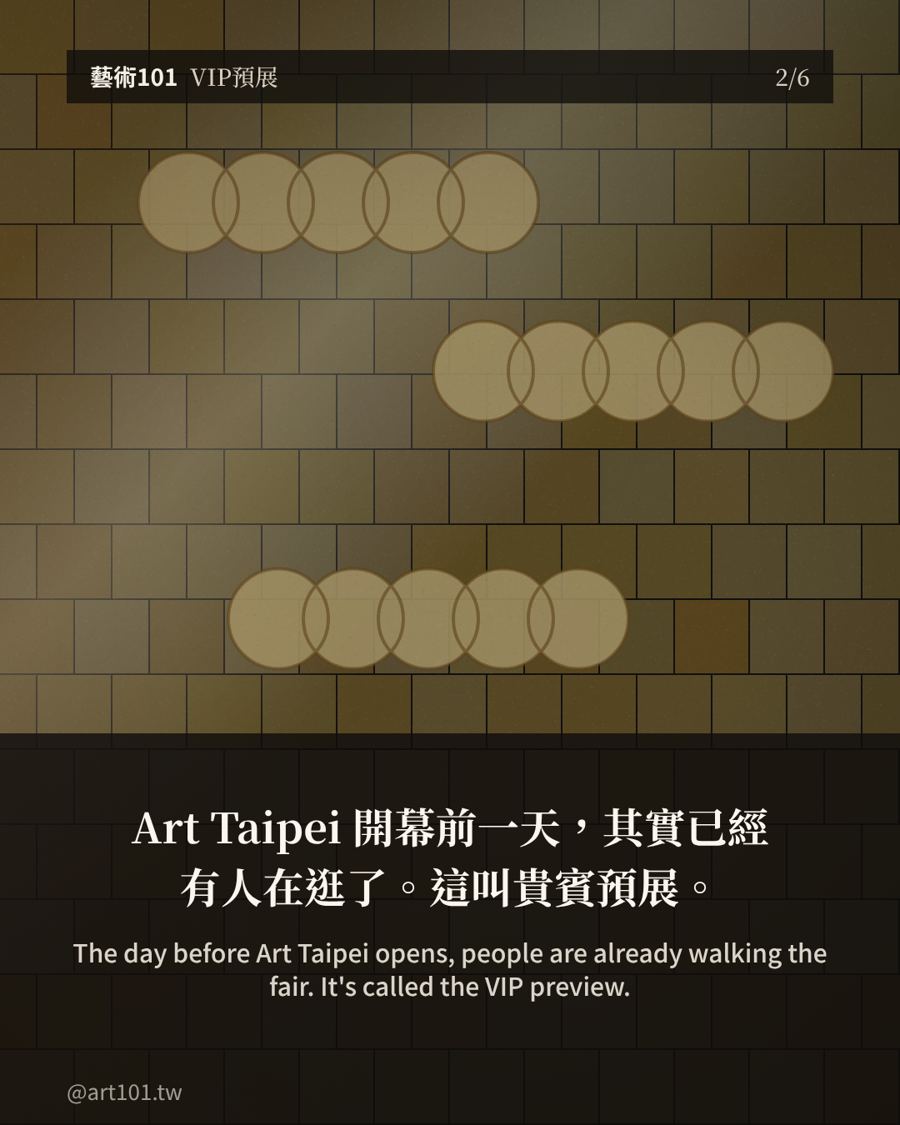 藝術101 VIP預展
2/6
Art Taipei 開幕前一天，其實已經
有人在逛了。這叫貴賓預展。
The day before Art Taipei opens, people are already walking the
fair. It's called the VIP preview.
@art101.tw